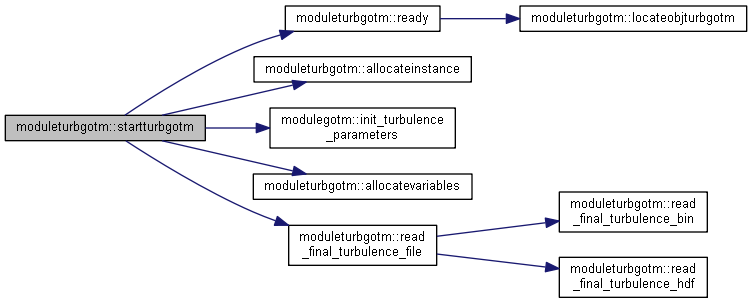 moduleturbgotm::ready
moduleturbgotm::locateobjturbgotm
moduleturbgotm::allocateinstance
moduleturbgotm::startturbgotm
modulegotm::init_turbulence
_parameters
moduleturbgotm::allocatevariables
moduleturbgotm::read
_final_turbulence_file
moduleturbgotm::read
_final_turbulence_bin
moduleturbgotm::read
_final_turbulence_hdf